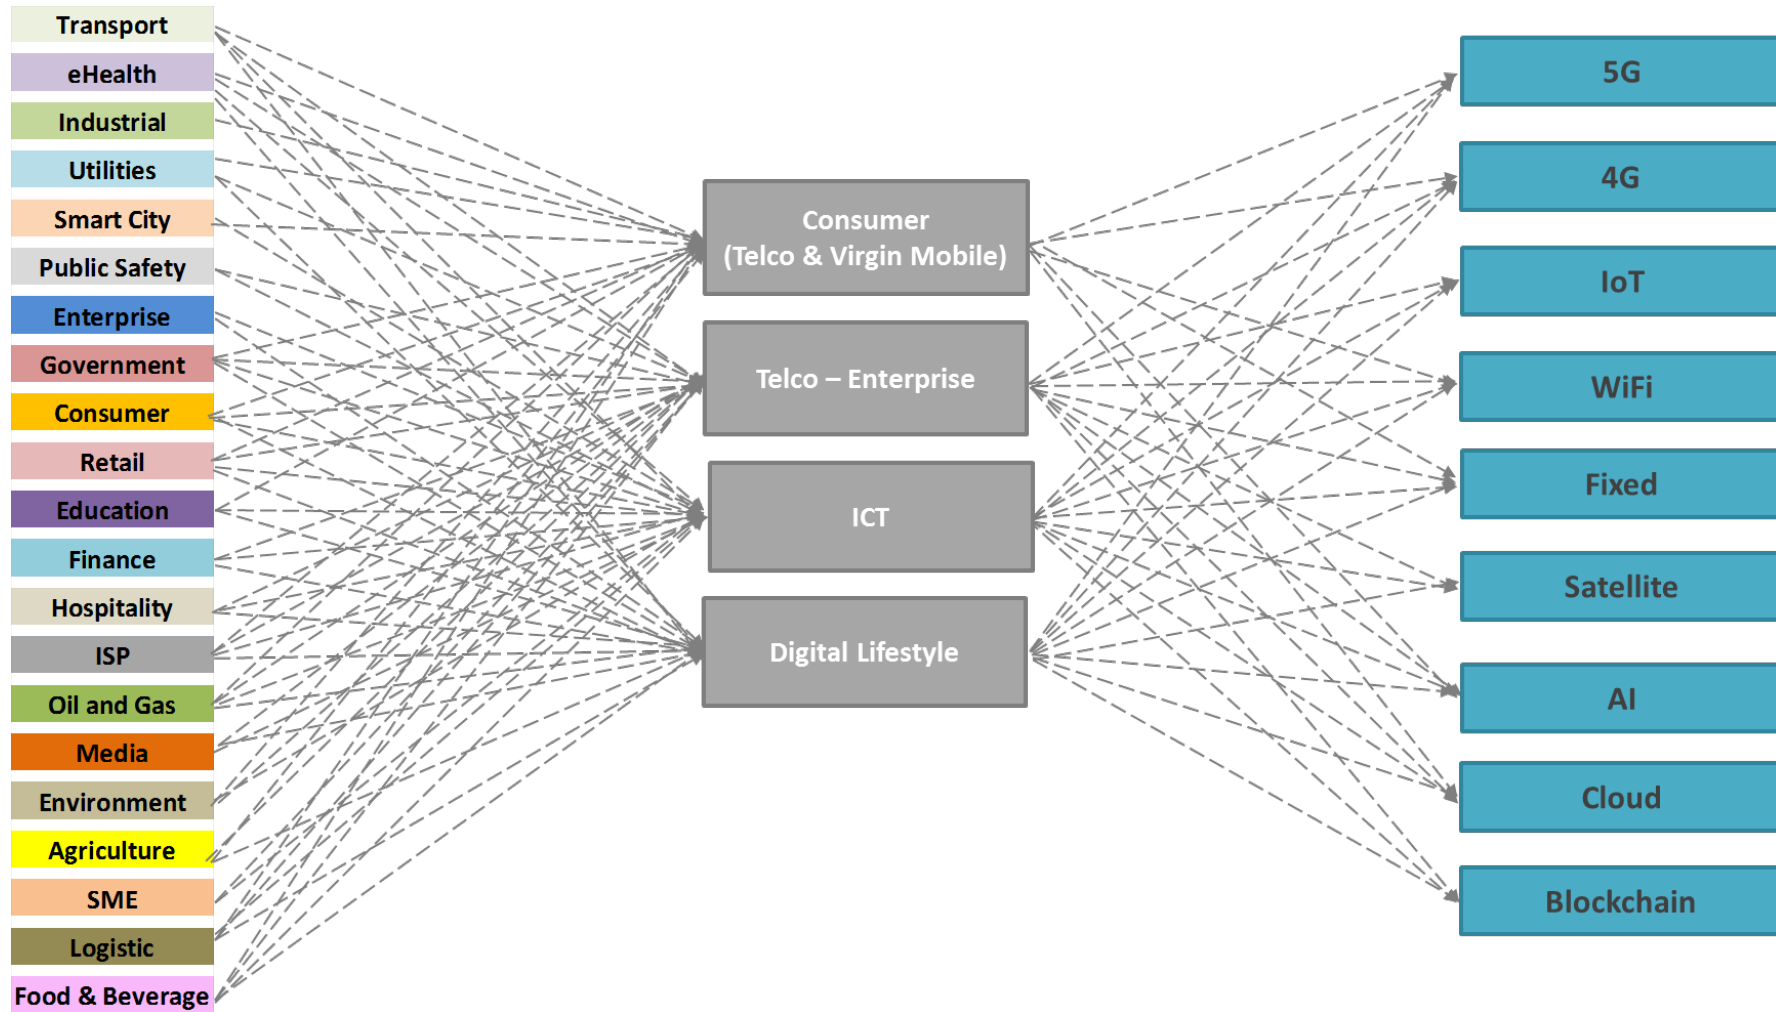 Transport
eHealth
Industrial
Utilities
Smart City
Public Safety
Enterprise
Government
Consumer
Retail
Education
Finance
Hospitality
ISP
Oil and Gas
Media
Environment
Agriculture
SME
Logistic
Food & Beverage
Consumer
(Telco & Virgin Mobile)
Telco – Enterprise
ICT
Digital Lifestyle
5G
4G
IoT
WiFi
Fixed
Satellite
AI
Cloud
Blockchain